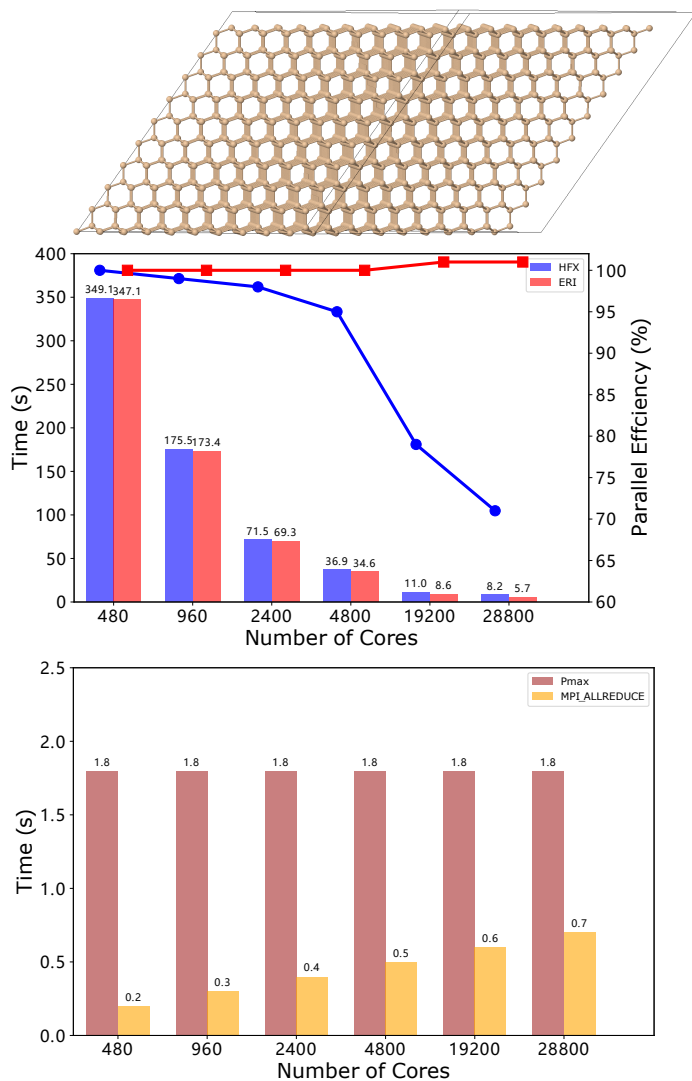 400
350
300
250
200
150
100
50
0
Time (s)
349.1 347.1
175.5 173.4
71.5 69.3
36.9 34.6
11.0 8.6
8.2 5.7
HFX
ERI
100
95
90
85
80
75
70
65
60
Parallel Effciency (%)
480 960 2400 4800 19200 28800
Number of Cores
2.5
2.0
1.5
1.0
0.5
0.0
Time (s)
Pmax
MPI_ALLREDUCE
1.8 1.8 1.8 1.8 1.8 1.8
0.2 0.3 0.4 0.5 0.6 0.7
480 960 2400 4800 19200 28800
Number of Cores